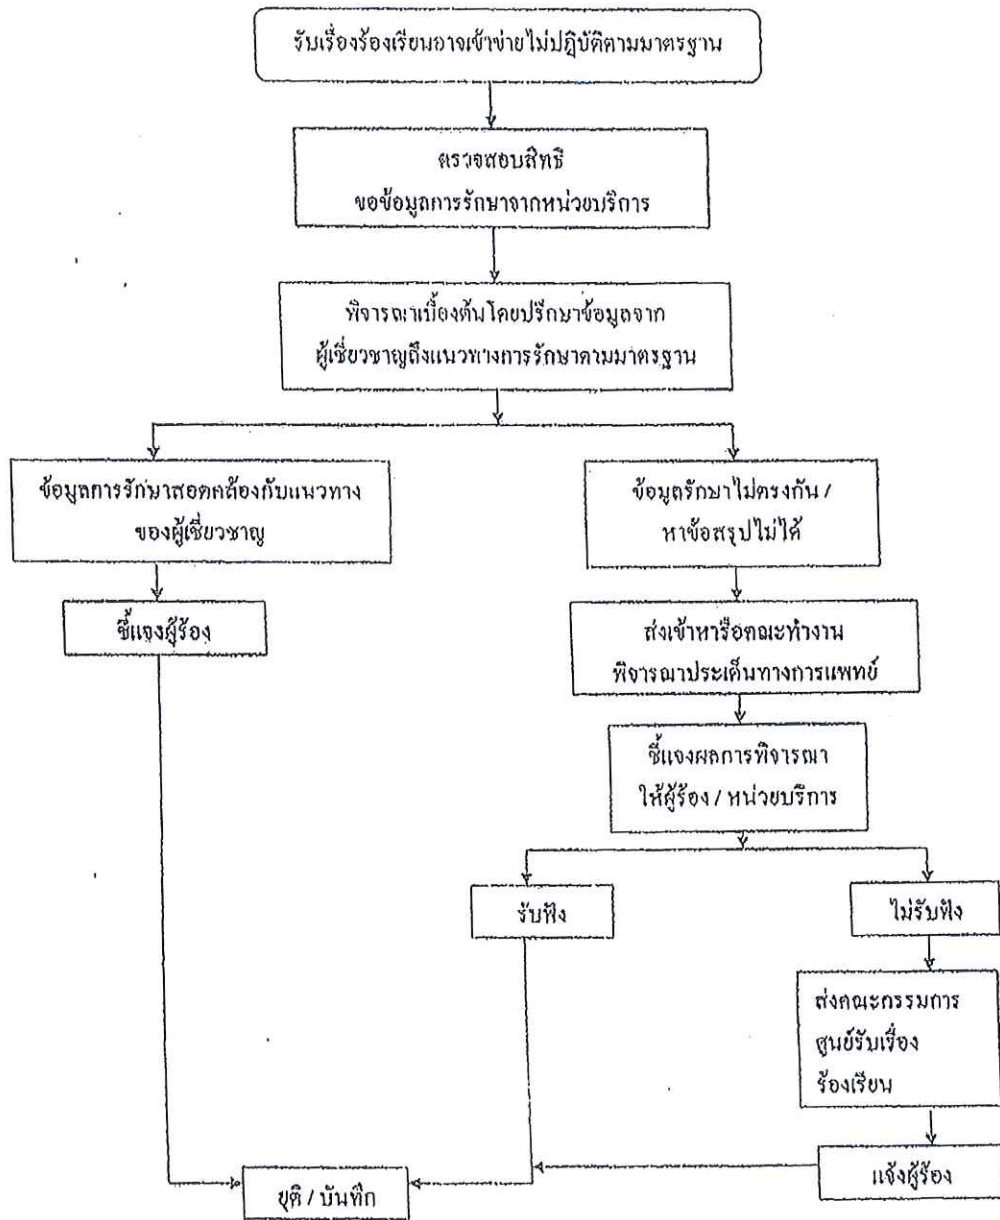 รับเรื่องร้องเรียนอาจเข้าข่ายไม่ปฏิบัติตามมาตรฐาน
ตรวจสอบสิทธิ
ขอข้อมูลการรักษาจากหน่วยบริการ
พิจารณาเบื้องต้นโดยปรึกษาข้อมูลจาก
ผู้เชี่ยวชาญถึงแนวทางการรักษาตามมาตรฐาน
ข้อมูลการรักษาสอดคล้องกับแนวทาง
ของผู้เชี่ยวชาญ
ชี้แจงผู้ร้อง
ข้อมูลรักษาไม่ตรงกัน /
หาข้อสรุปไม่ได้
ส่งเข้าหารือคณะทำงาน
พิจารณาประเด็นทางการแพทย์
ชี้แจงผลการพิจารณา
ให้ผู้ร้อง / หน่วยบริการ
รับฟัง
ไม่รับฟัง
ส่งคณะกรรมการ
ศูนย์รับเรื่อง
ร้องเรียน
แจ้งผู้ร้อง
ยุติ / บันทึก